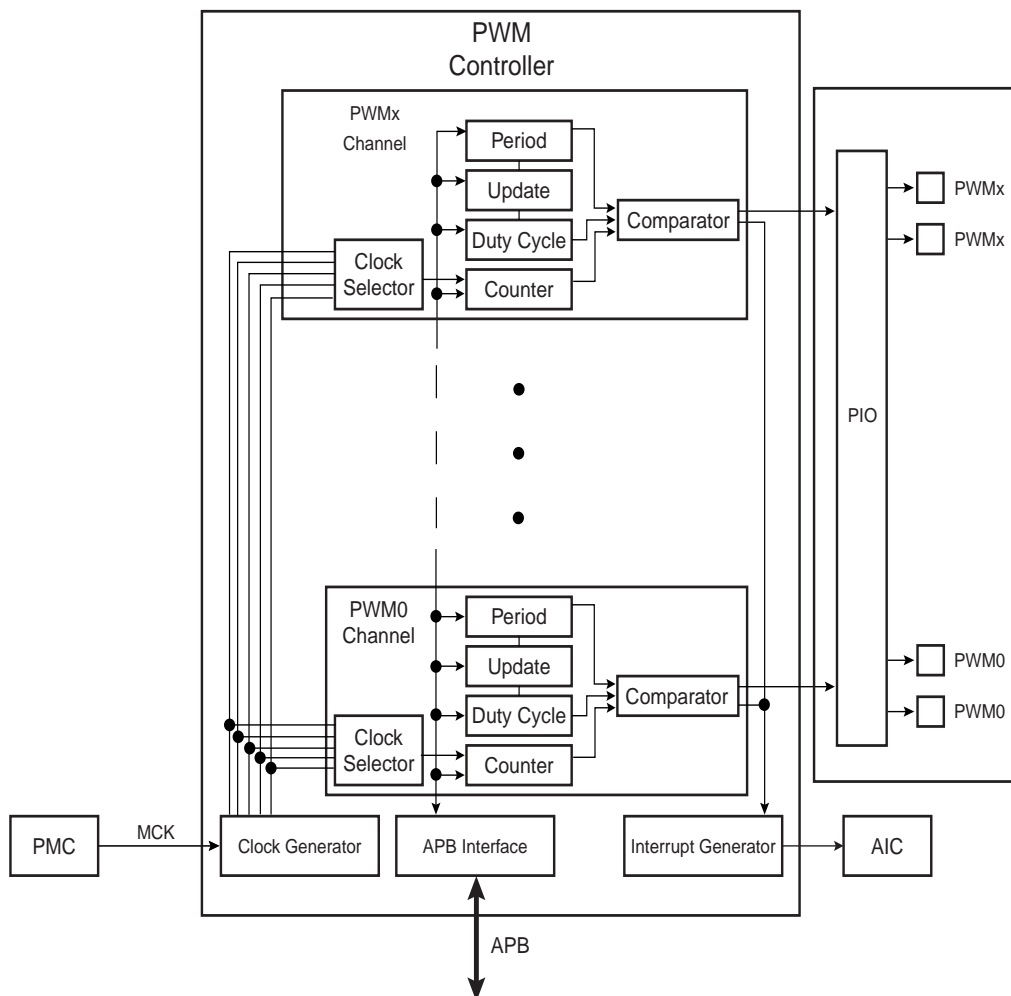 PWM
Controller
PWMx
Channel
Period
Update
Duty Cycle
Comparator
Clock
Selector
Counter
PIO
PWMx
PWMx
PWM0
Channel
Period
Update
Duty Cycle
Comparator
Clock
Selector
Counter
PWM0
PWM0
PMC
MCK
Clock Generator
APB Interface
Interrupt Generator
AIC
APB